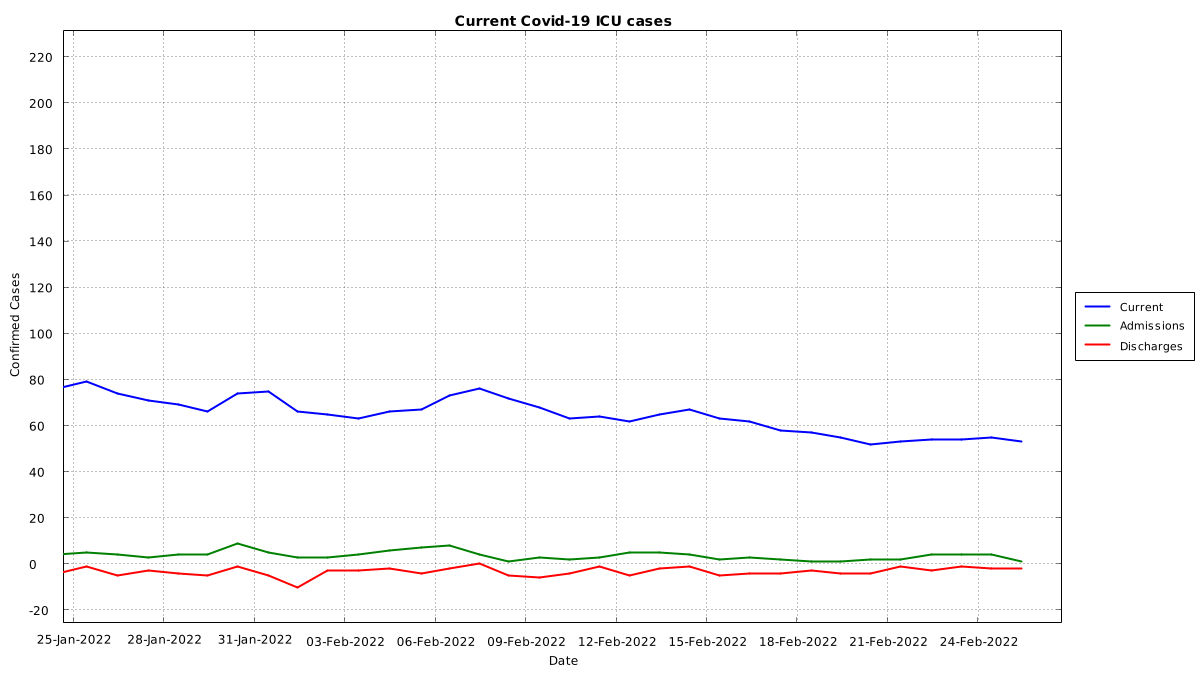 Current Covid-19 ICU cases
220
200
180
160
140
120
100
80
60
40
20
0
-20
Confirmed Cases
25-Jan-2022 28-Jan-2022 31-Jan-2022 03-Feb-2022 06-Feb-2022 09-Feb-2022 12-Feb-2022 15-Feb-2022 18-Feb-2022 21-Feb-2022 24-Feb-2022
Date
Current
Admissions
Discharges